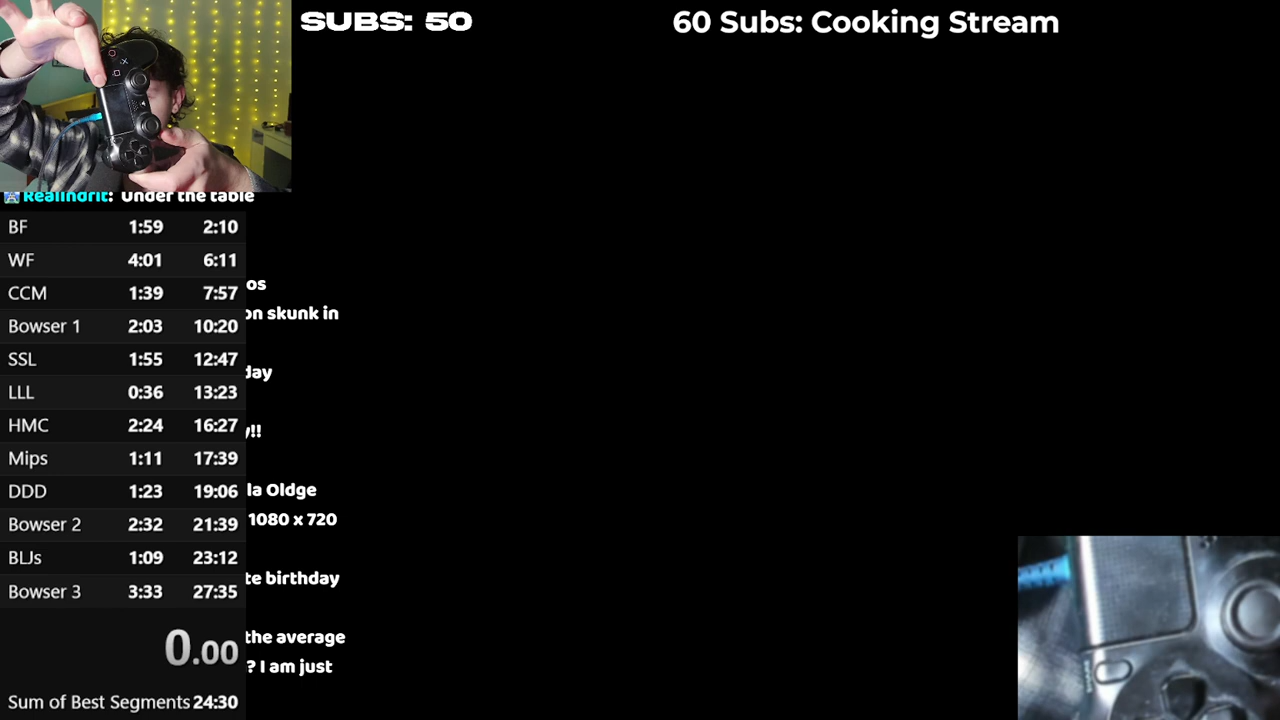 SUBS: 50
60 Subs: Cooking Stream
Realindrit: Under the table
BF 1:59 2:10
WF 4:01 6:11
os
CCM 1:39 7:57
on skunk in
Bowser 1 2:03 10:20
SSL 1:55 12:47
day
LLL 0:36 13:23
HMC 2:24 16:27
y!!
Mips 1:11 17:39
DDD 1:23 19:06
la Oldge
Bowser 2 2:32 21:39
1080 x 720
BLJs 1:09 23:12
te birthday
Bowser 3 3:33 27:35
0.00
the average
? I am just
Sum of Best Segments 24:30